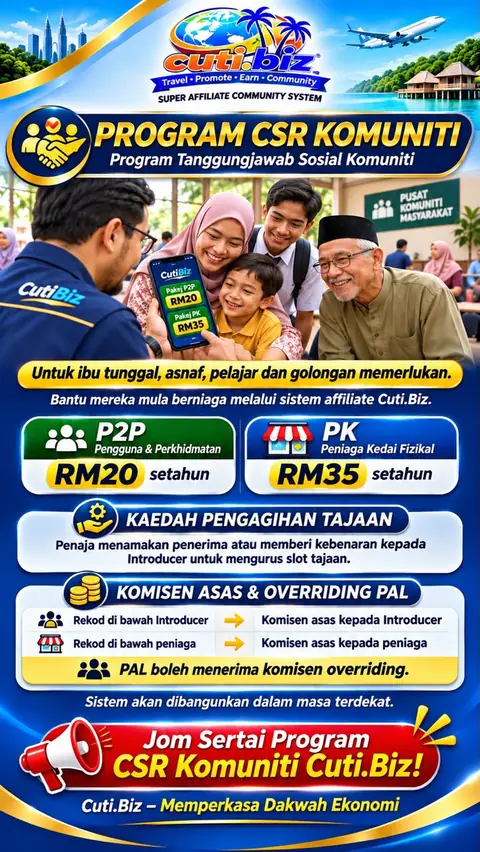 cuti.biz
Travel • Promote • Earn • Community
SUPER AFFILIATE COMMUNITY SYSTEM
PROGRAM CSR KOMUNITI
Program Tanggungjawab Sosial Komuniti
PUSAT
KOMUNITI
MASYARAKAT
CutiBiz
CutiBiz
Pakej P2P
RM20
Pakej PK
RM35
Untuk ibu tunggal, asnaf, pelajar dan golongan memerlukan.
Bantu mereka mula berniaga melalui sistem affiliate Cuti.Biz.
P2P
Pengguna & Perkhidmatan
RM20 setahun
PK
Peniaga Kedai Fizikal
RM35 setahun
KAEDAH PENGAGIHAN TAJAAN
Penaja menamakan penerima atau memberi kebenaran kepada
Introducer untuk mengurus slot tajaan.
KOMISEN ASAS & OVERRIDING PAL
Rekod di bawah Introducer → Komisen asas kepada Introducer
Rekod di bawah peniaga → Komisen asas kepada peniaga
PAL boleh menerima komisen overriding.
Sistem akan dibangunkan dalam masa terdekat.
Jom Sertai Program
CSR Komuniti Cuti.Biz!
Cuti.Biz – Memperkasa Dakwah Ekonomi